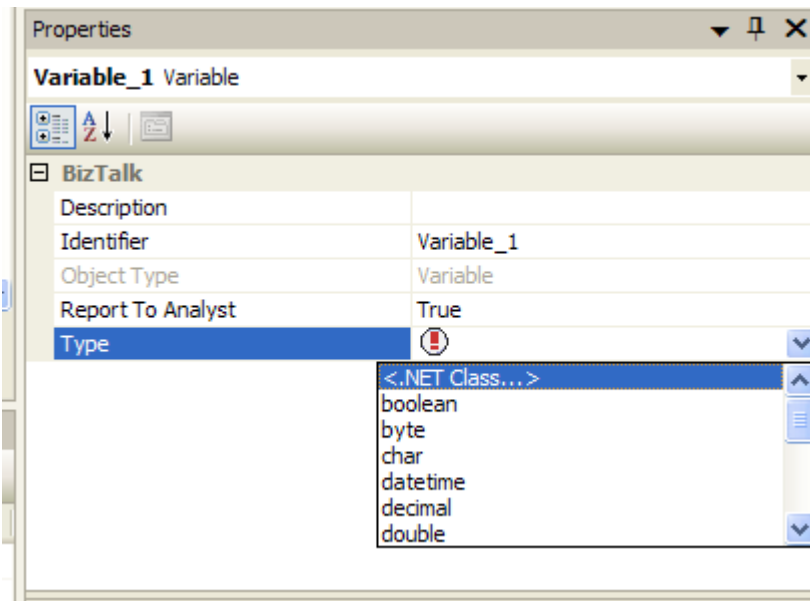 Properties
Variable_1 Variable
BizTalk
Description
Identifier Variable_1
Object Type Variable
Report To Analyst True
Type
<.NET Class...>
boolean
byte
char
datetime
decimal
double